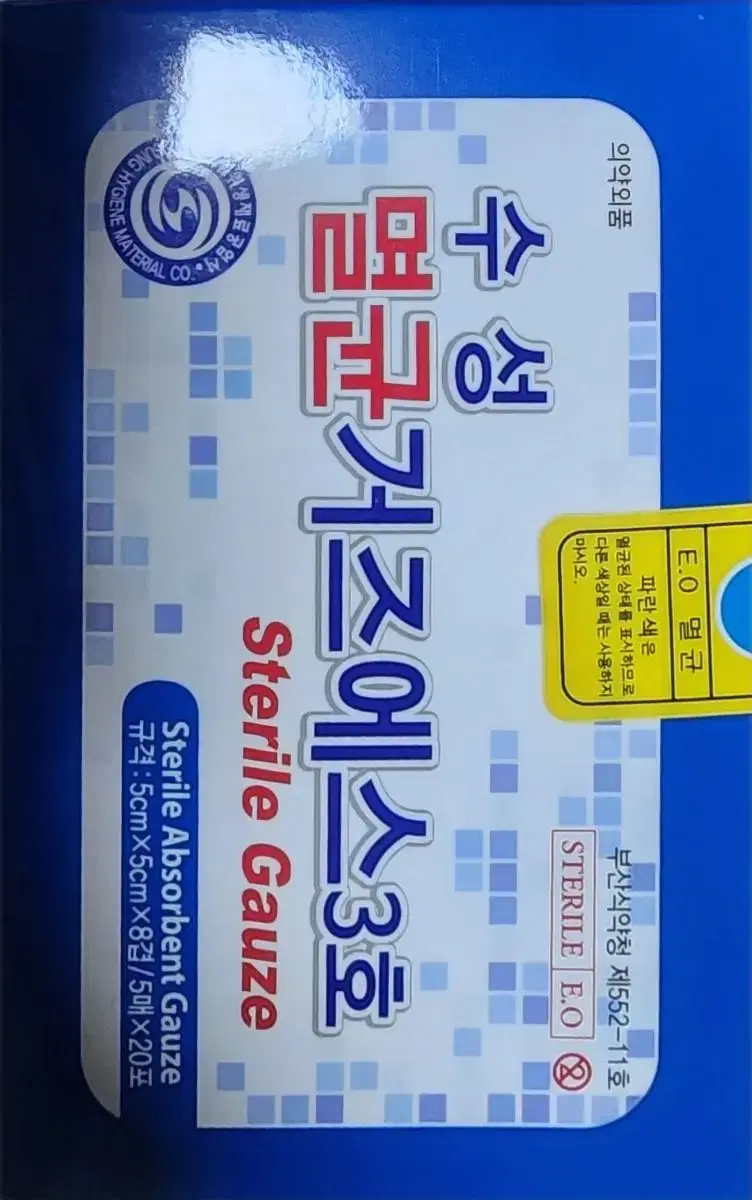 의약외품
부산식약청 제552-11호
STERILE E.O
수성
멸균거즈에스3호
Sterile Gauze
Sterile Absorbent Gauze
규격 : 5cm×5cm×8겹/5매×20포
E.O 멸균
파란색은
멸균된 상태를 표시하므로
다른 색상일 때는 사용하지
마시오.
HYGIENE MATERIAL CO.